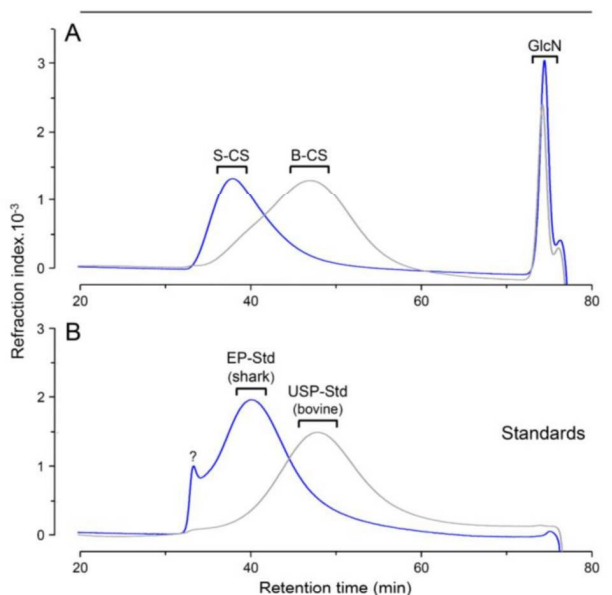 A
GlcN
S-CS
B-CS
3
2
1
0
20
40
60
80
Refraction index.10-3
B
EP-Std
(shark)
USP-Std
(bovine)
?
Standards
3
2
1
0
20
40
60
80
Retention time (min)